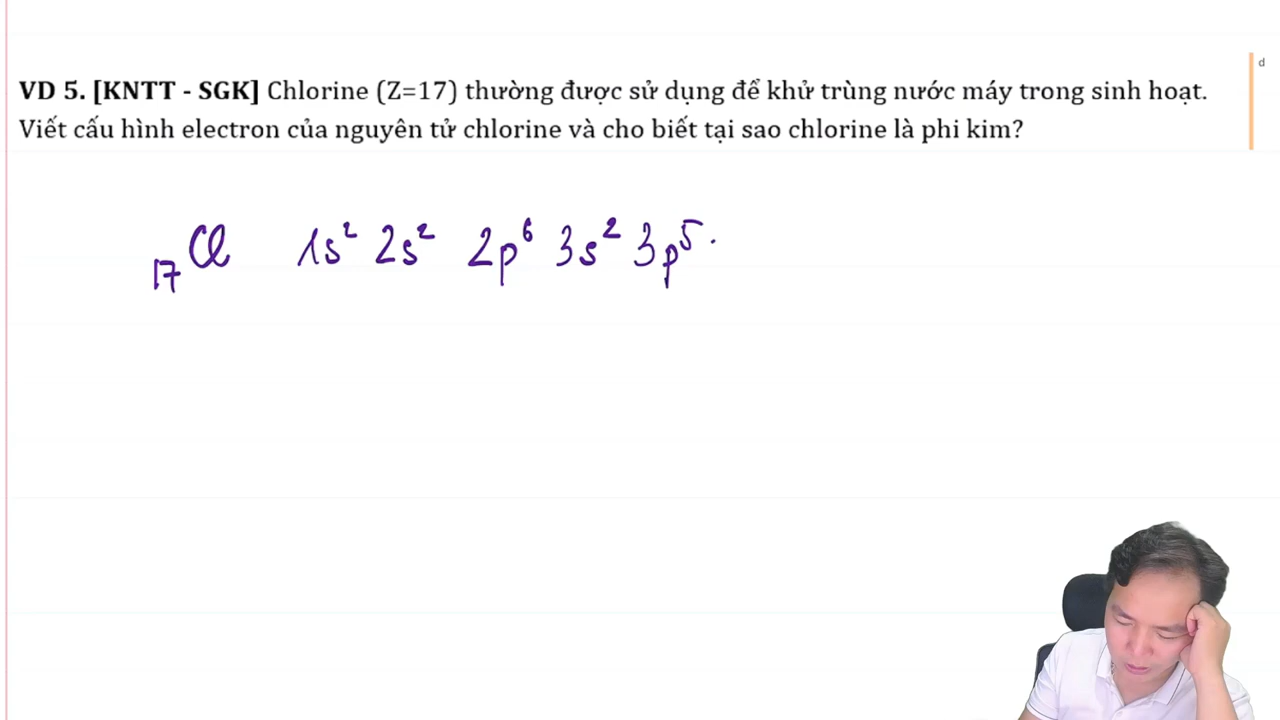 VD 5. [KNTT - SGK] Chlorine (Z=17) thường được sử dụng để khử trùng nước máy trong sinh hoạt.
Viết cấu hình electron của nguyên tử chlorine và cho biết tại sao chlorine là phi kim?
d
₁₇Cl 1s² 2s² 2p⁶ 3s² 3p⁵.